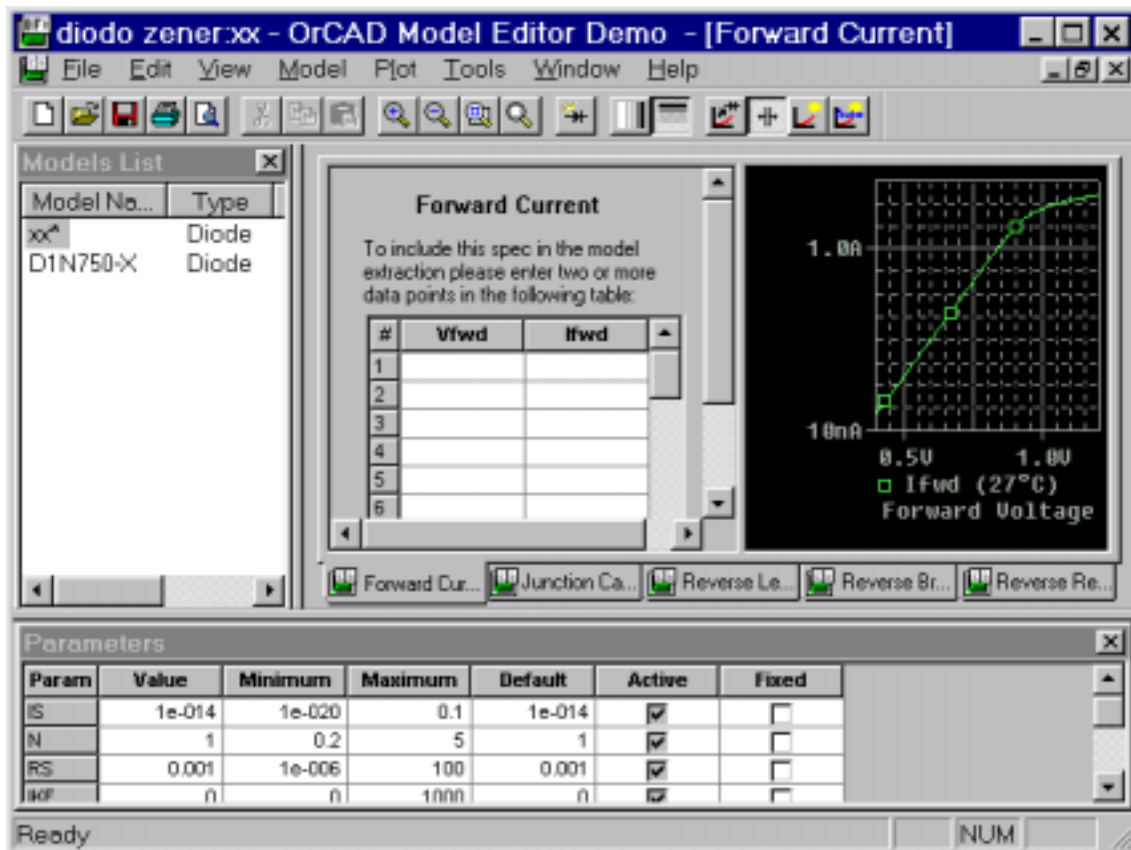 diodo zener:xx - OrCAD Model Editor Demo - [Forward Current]
File Edit View Model Plot Tools Window Help
Models List
Model Na... Type
xx* Diode
D1N750-X Diode
Forward Current
To include this spec in the model
extraction please enter two or more
data points in the following table:
# Vfwd Ifwd
1
2
3
4
5
6
1.0A
10nA
0.5V 1.0V
Ifwd (27°C)
Forward Voltage
Forward Cur... Junction Ca... Reverse Le... Reverse Br... Reverse Re...
Parameters
Param Value Minimum Maximum Default Active Fixed
IS 1e-014 1e-020 0.1 1e-014
N 1 0.2 5 1
RS 0.001 1e-006 100 0.001
IKF 0 0 1000 0
Ready NUM